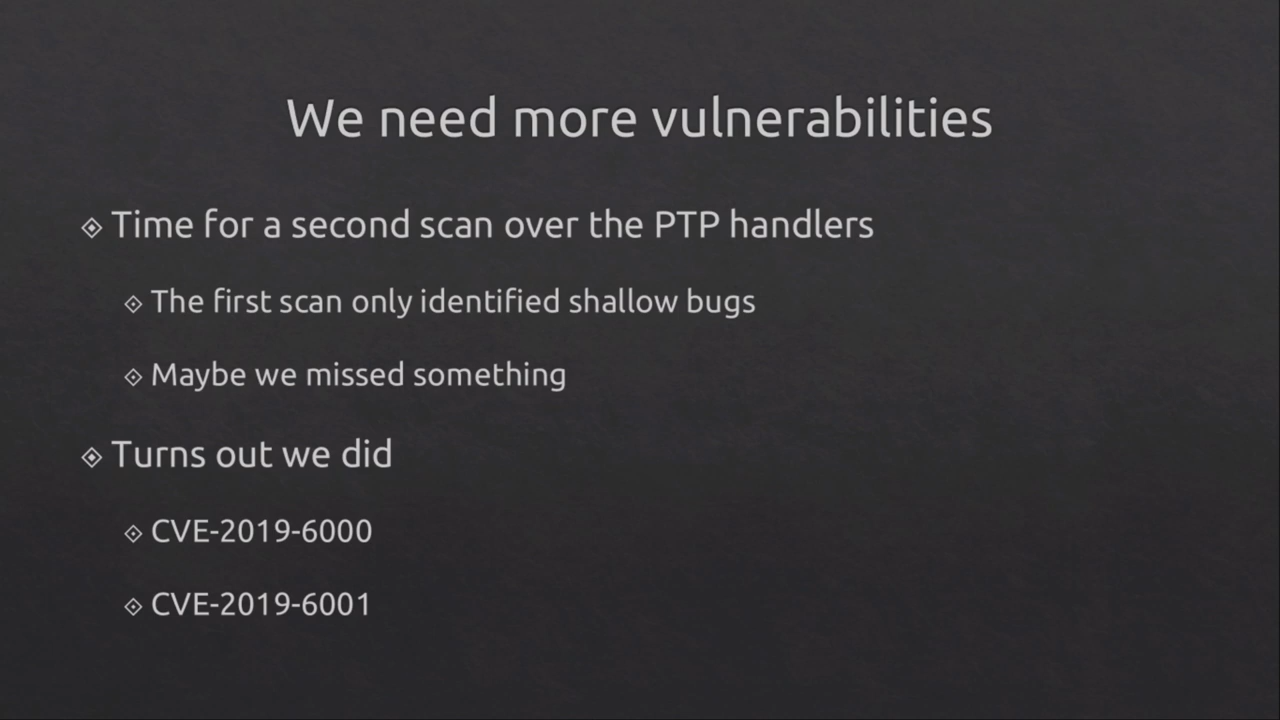 We need more vulnerabilities
Time for a second scan over the PTP handlers
The first scan only identified shallow bugs
Maybe we missed something
Turns out we did
CVE-2019-6000
CVE-2019-6001